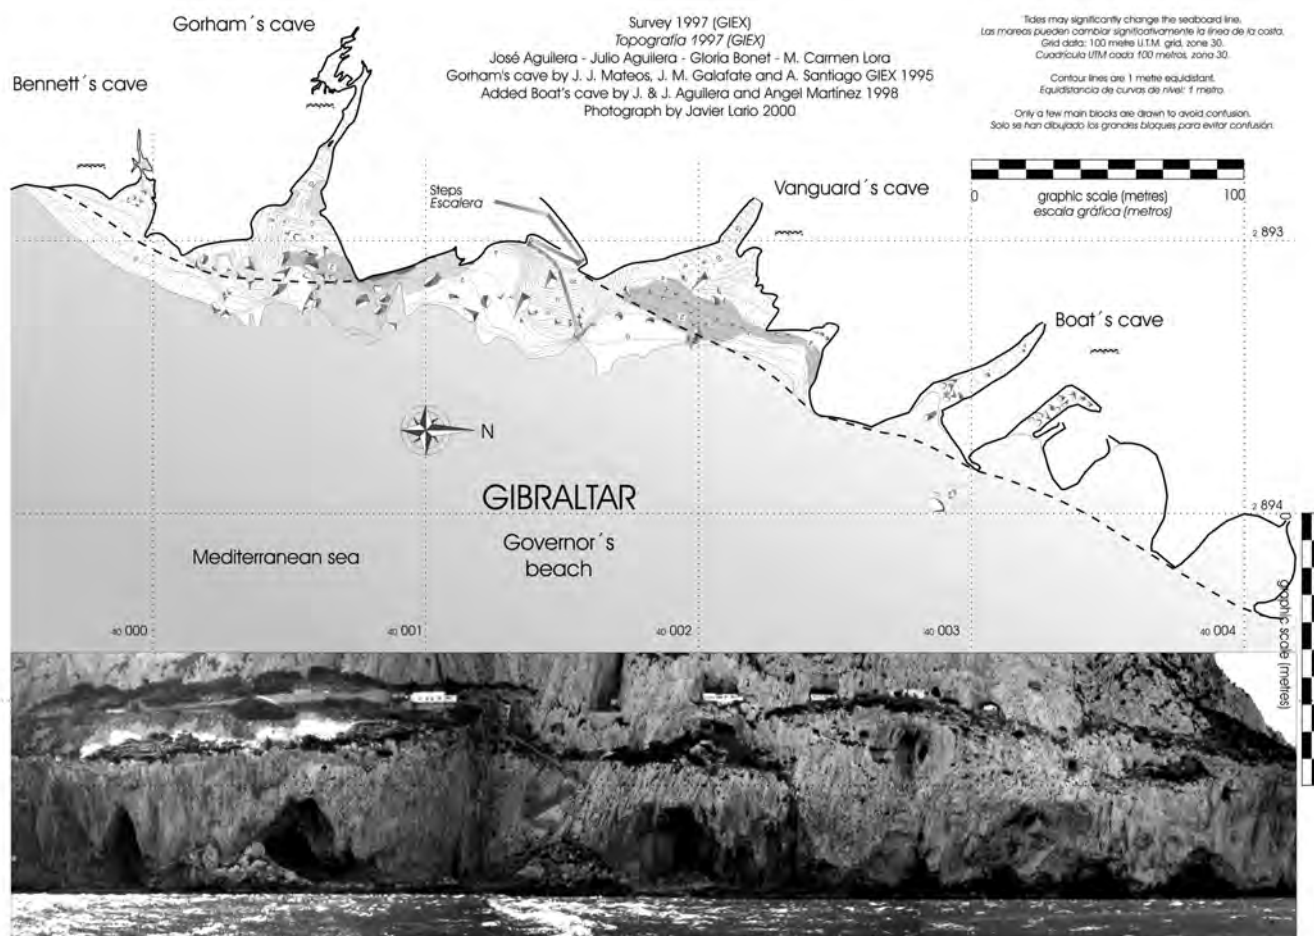 Gorham´s cave
Bennett´s cave
Survey 1997 (GIEX)
Topografía 1997 (GIEX)
José Aguilera - Julio Aguilera - Gloria Bonet - M. Carmen Lora
Gorham's cave by J. J. Mateos, J. M. Galafate and A. Santiago GIEX 1995
Added Boat's cave by J. & J. Aguilera and Angel Martínez 1998
Photograph by Javier Lario 2000
Tides may significantly change the seaboard line.
Las mareas pueden cambiar significativamente la línea de la costa.
Grid data: 100 metre U.T.M. grid, zone 30.
Cuadrícula UTM cada 100 metros, zona 30.
Contour lines are 1 metre equidistant.
Equidistancia de curvas de nivel: 1 metro.
Only a few main blocks are drawn to avoid confusion.
Solo se han dibujado los grandes bloques para evitar confusión.
0 100
graphic scale (metres)
escala gráfica (metros)
Steps
Escalera
Vanguard´s cave
2 893
Boat´s cave
N
GIBRALTAR
Governor´s
beach
Mediterranean sea
2 894
0
graphic scale (metres)
40 000
40 001
40 002
40 003
40 004